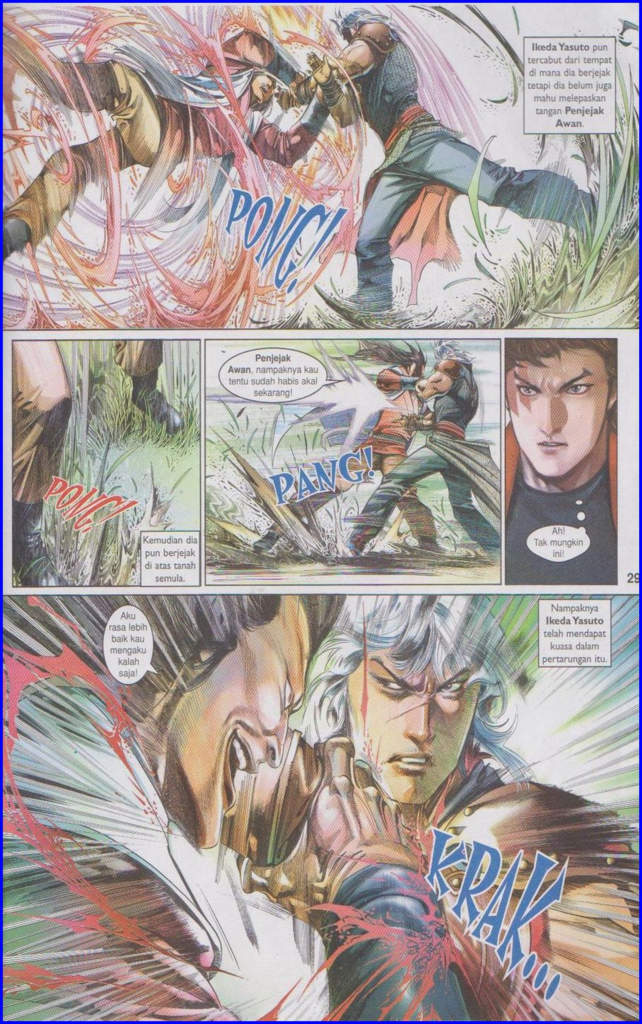 Ikeda Yasuto pun
tercabut dari tempat
di mana dia berjejak
tetapi dia belum juga
mahu melepaskan
tangan Penjejak
Awan.
PONG!
PONG!
Kemudian dia
pun berjejak
di atas tanah
semula.
Penjejak
Awan, nampaknya kau
tentu sudah habis akal
sekarang!
PANG!
Ah!
Tak mungkin
ini!
29
Aku
rasa lebih
baik kau
mengaku
kalah
saja!
Nampaknya
Ikeda Yasuto
telah mendapat
kuasa dalam
pertarungan itu.
KRAK...